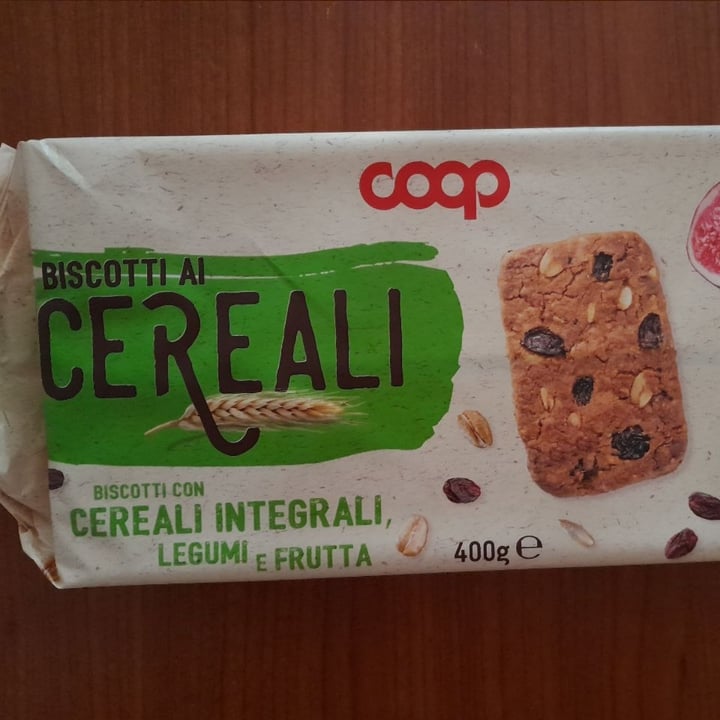 coop
BISCOTTI AI
CEREALI
BISCOTTI CON
CEREALI INTEGRALI,
LEGUMI E FRUTTA
400g ℮